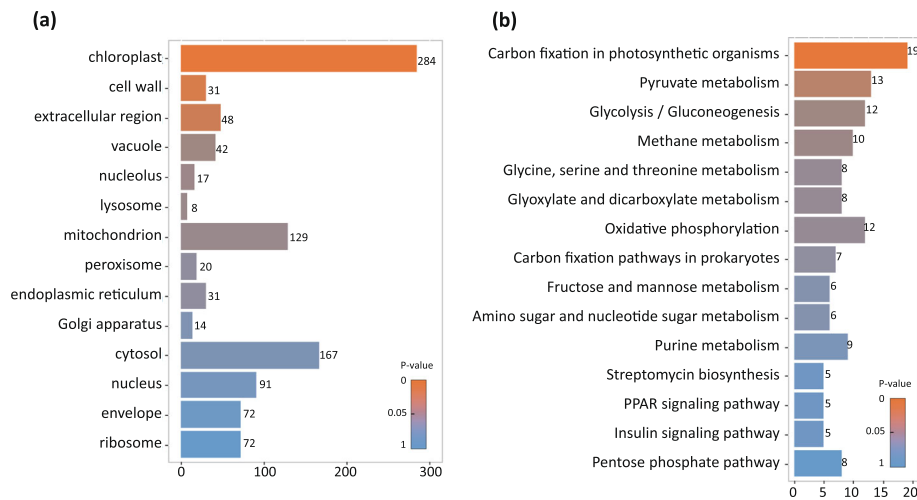 (a)
chloroplast 284
cell wall 31
extracellular region 48
vacuole 42
nucleolus 17
lysosome 8
mitochondrion 129
peroxisome 20
endoplasmic reticulum 31
Golgi apparatus 14
cytosol 167
nucleus 91
envelope 72
ribosome 72
P-value
0
0.05
1
0 100 200 300
(b)
Carbon fixation in photosynthetic organisms 19
Pyruvate metabolism 13
Glycolysis / Gluconeogenesis 12
Methane metabolism 10
Glycine, serine and threonine metabolism 8
Glyoxylate and dicarboxylate metabolism 8
Oxidative phosphorylation 12
Carbon fixation pathways in prokaryotes 7
Fructose and mannose metabolism 6
Amino sugar and nucleotide sugar metabolism 6
Purine metabolism 9
Streptomycin biosynthesis 5
PPAR signaling pathway 5
Insulin signaling pathway 5
Pentose phosphate pathway 8
P-value
0
0.05
1
0 5 10 15 20